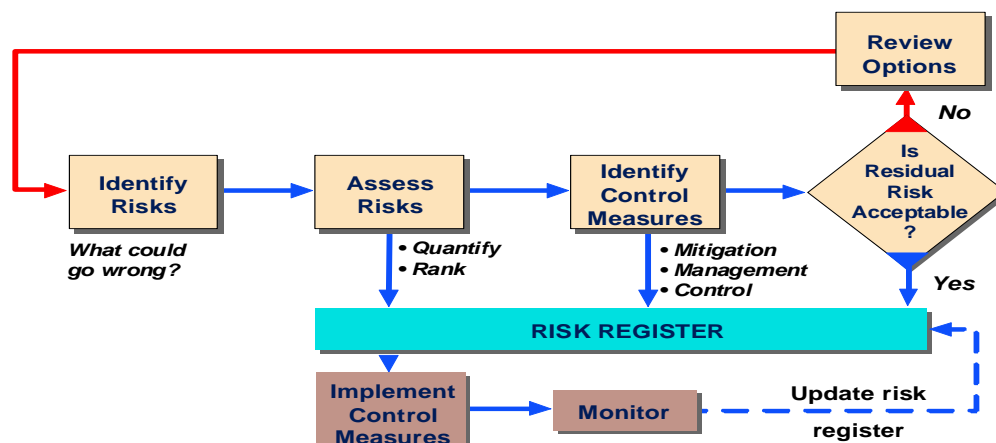 Review
Options
No
Identify
Risks
Assess
Risks
Identify
Control
Measures
Is
Residual
Risk
Acceptable
?
What could
go wrong?
• Quantify
• Rank
• Mitigation
• Management
• Control
Yes
RISK REGISTER
Implement
Control
Measures
Monitor
Update risk
register